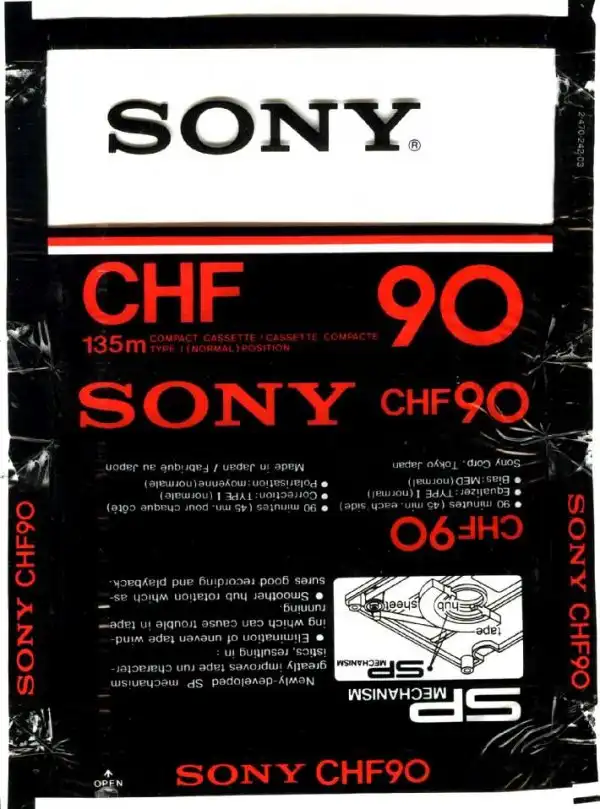 SONY®
2-470-242-03
CHF 90
135m COMPACT CASSETTE / CASSETTE COMPACTE
TYPE I (NORMAL) POSITION
SONY CHF90
CHF90
• 90 minutes (45 min. each side)
• Equalizer: TYPE I (normal)
• Bias: MED (normal)
Sony Corp. Tokyo Japan
• 90 minutes (45 mn. pour chaque côté)
• Correction: TYPE I (normale)
• Polarisation: moyenne (normale)
Made in Japan / Fabriqué au Japon
SP
MECHANISM
SP MECHANISM
tape
hub
sheet
Newly-developed SP mechanism
greatly improves tape run character-
istics, resulting in :
• Elimination of uneven tape wind-
ing which can cause trouble in tape
running.
• Smoother hub rotation which as-
sures good recording and playback.
SONY CHF90
SONY CHF90
OPEN
SONY CHF90